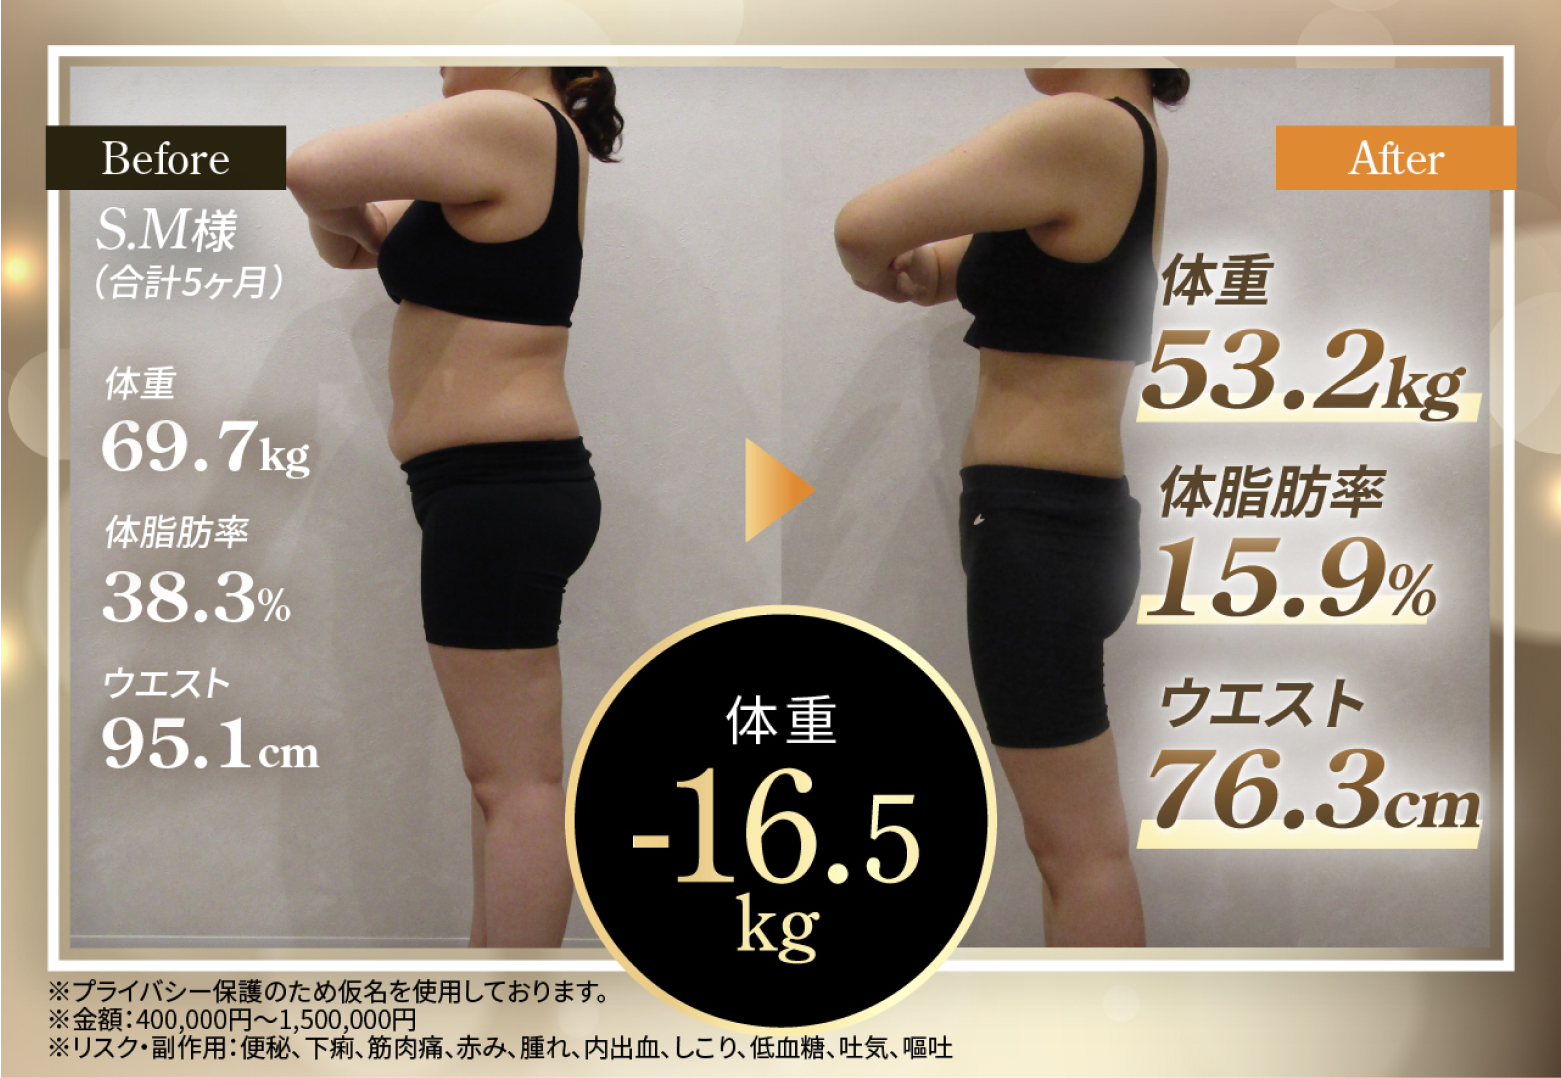 Before
S.M様
（合計5ヶ月）
体重
69.7kg
体脂肪率
38.3%
ウエスト
95.1cm
After
体重
53.2kg
体脂肪率
15.9%
ウエスト
76.3cm
体重
-16.5
kg
※プライバシー保護のため仮名を使用しております。
※金額：400,000円〜1,500,000円
※リスク・副作用：便秘、下痢、筋肉痛、赤み、腫れ、内出血、しこり、低血糖、吐気、嘔吐